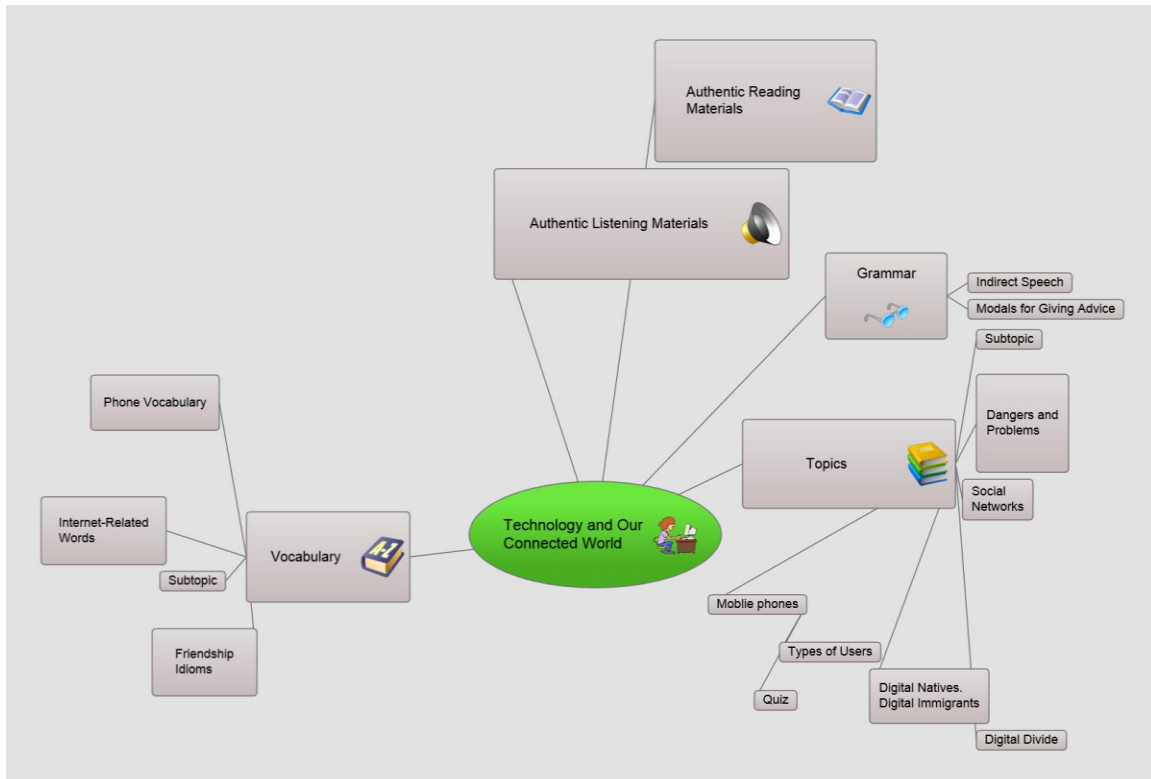 Authentic Reading
Materials
Authentic Listening Materials
Grammar
Indirect Speech
Modals for Giving Advice
Subtopic
Dangers and
Problems
Topics
Social
Networks
Phone Vocabulary
Internet-Related
Words
Subtopic
Vocabulary
A-Z
Friendship
Idioms
Technology and Our
Connected World
Moblie phones
Types of Users
Quiz
Digital Natives.
Digital Immigrants
Digital Divide